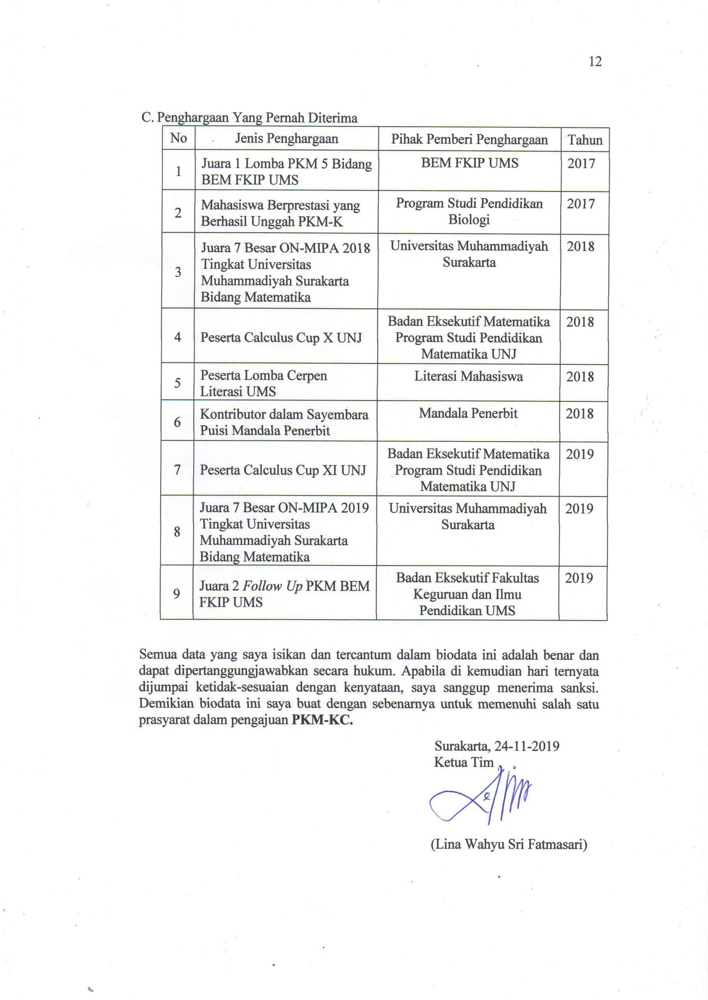 12
C. Penghargaan Yang Pernah Diterima
No Jenis Penghargaan Pihak Pemberi Penghargaan Tahun
1 Juara 1 Lomba PKM 5 Bidang BEM FKIP UMS 2017
BEM FKIP UMS
2 Mahasiswa Berprestasi yang Program Studi Pendidikan 2017
Berhasil Unggah PKM-K Biologi
3 Juara 7 Besar ON-MIPA 2018 Universitas Muhammadiyah 2018
Tingkat Universitas Surakarta
Muhammadiyah Surakarta
Bidang Matematika
Badan Eksekutif Matematika 2018
4 Peserta Calculus Cup X UNJ Program Studi Pendidikan
Matematika UNJ
5 Peserta Lomba Cerpen Literasi Mahasiswa 2018
Literasi UMS
6 Kontributor dalam Sayembara Mandala Penerbit 2018
Puisi Mandala Penerbit
Badan Eksekutif Matematika 2019
7 Peserta Calculus Cup XI UNJ Program Studi Pendidikan
Matematika UNJ
8 Juara 7 Besar ON-MIPA 2019 Universitas Muhammadiyah 2019
Tingkat Universitas Surakarta
Muhammadiyah Surakarta
Bidang Matematika
Badan Eksekutif Fakultas 2019
9 Juara 2 Follow Up PKM BEM Keguruan dan Ilmu
FKIP UMS Pendidikan UMS
Semua data yang saya isikan dan tercantum dalam biodata ini adalah benar dan
dapat dipertanggungjawabkan secara hukum. Apabila di kemudian hari ternyata
dijumpai ketidak-sesuaian dengan kenyataan, saya sanggup menerima sanksi.
Demikian biodata ini saya buat dengan sebenarnya untuk memenuhi salah satu
prasyarat dalam pengajuan PKM-KC.
Surakarta, 24-11-2019
Ketua Tim
(Lina Wahyu Sri Fatmasari)